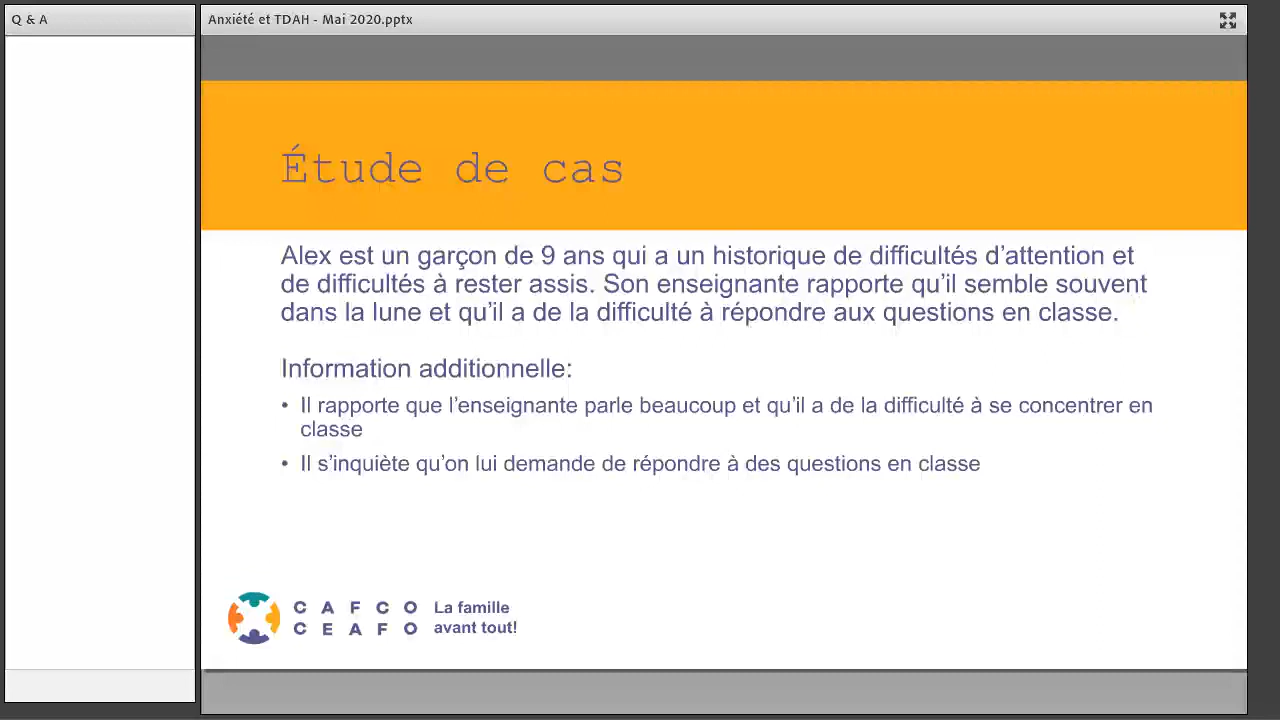 Q & A
Anxiété et TDAH - Mai 2020.pptx
Étude de cas
Alex est un garçon de 9 ans qui a un historique de difficultés d’attention et
de difficultés à rester assis. Son enseignante rapporte qu’il semble souvent
dans la lune et qu’il a de la difficulté à répondre aux questions en classe.
Information additionnelle:
• Il rapporte que l’enseignante parle beaucoup et qu’il a de la difficulté à se concentrer en
classe
• Il s’inquiète qu’on lui demande de répondre à des questions en classe
CAFCO La famille
CEAFO avant tout!